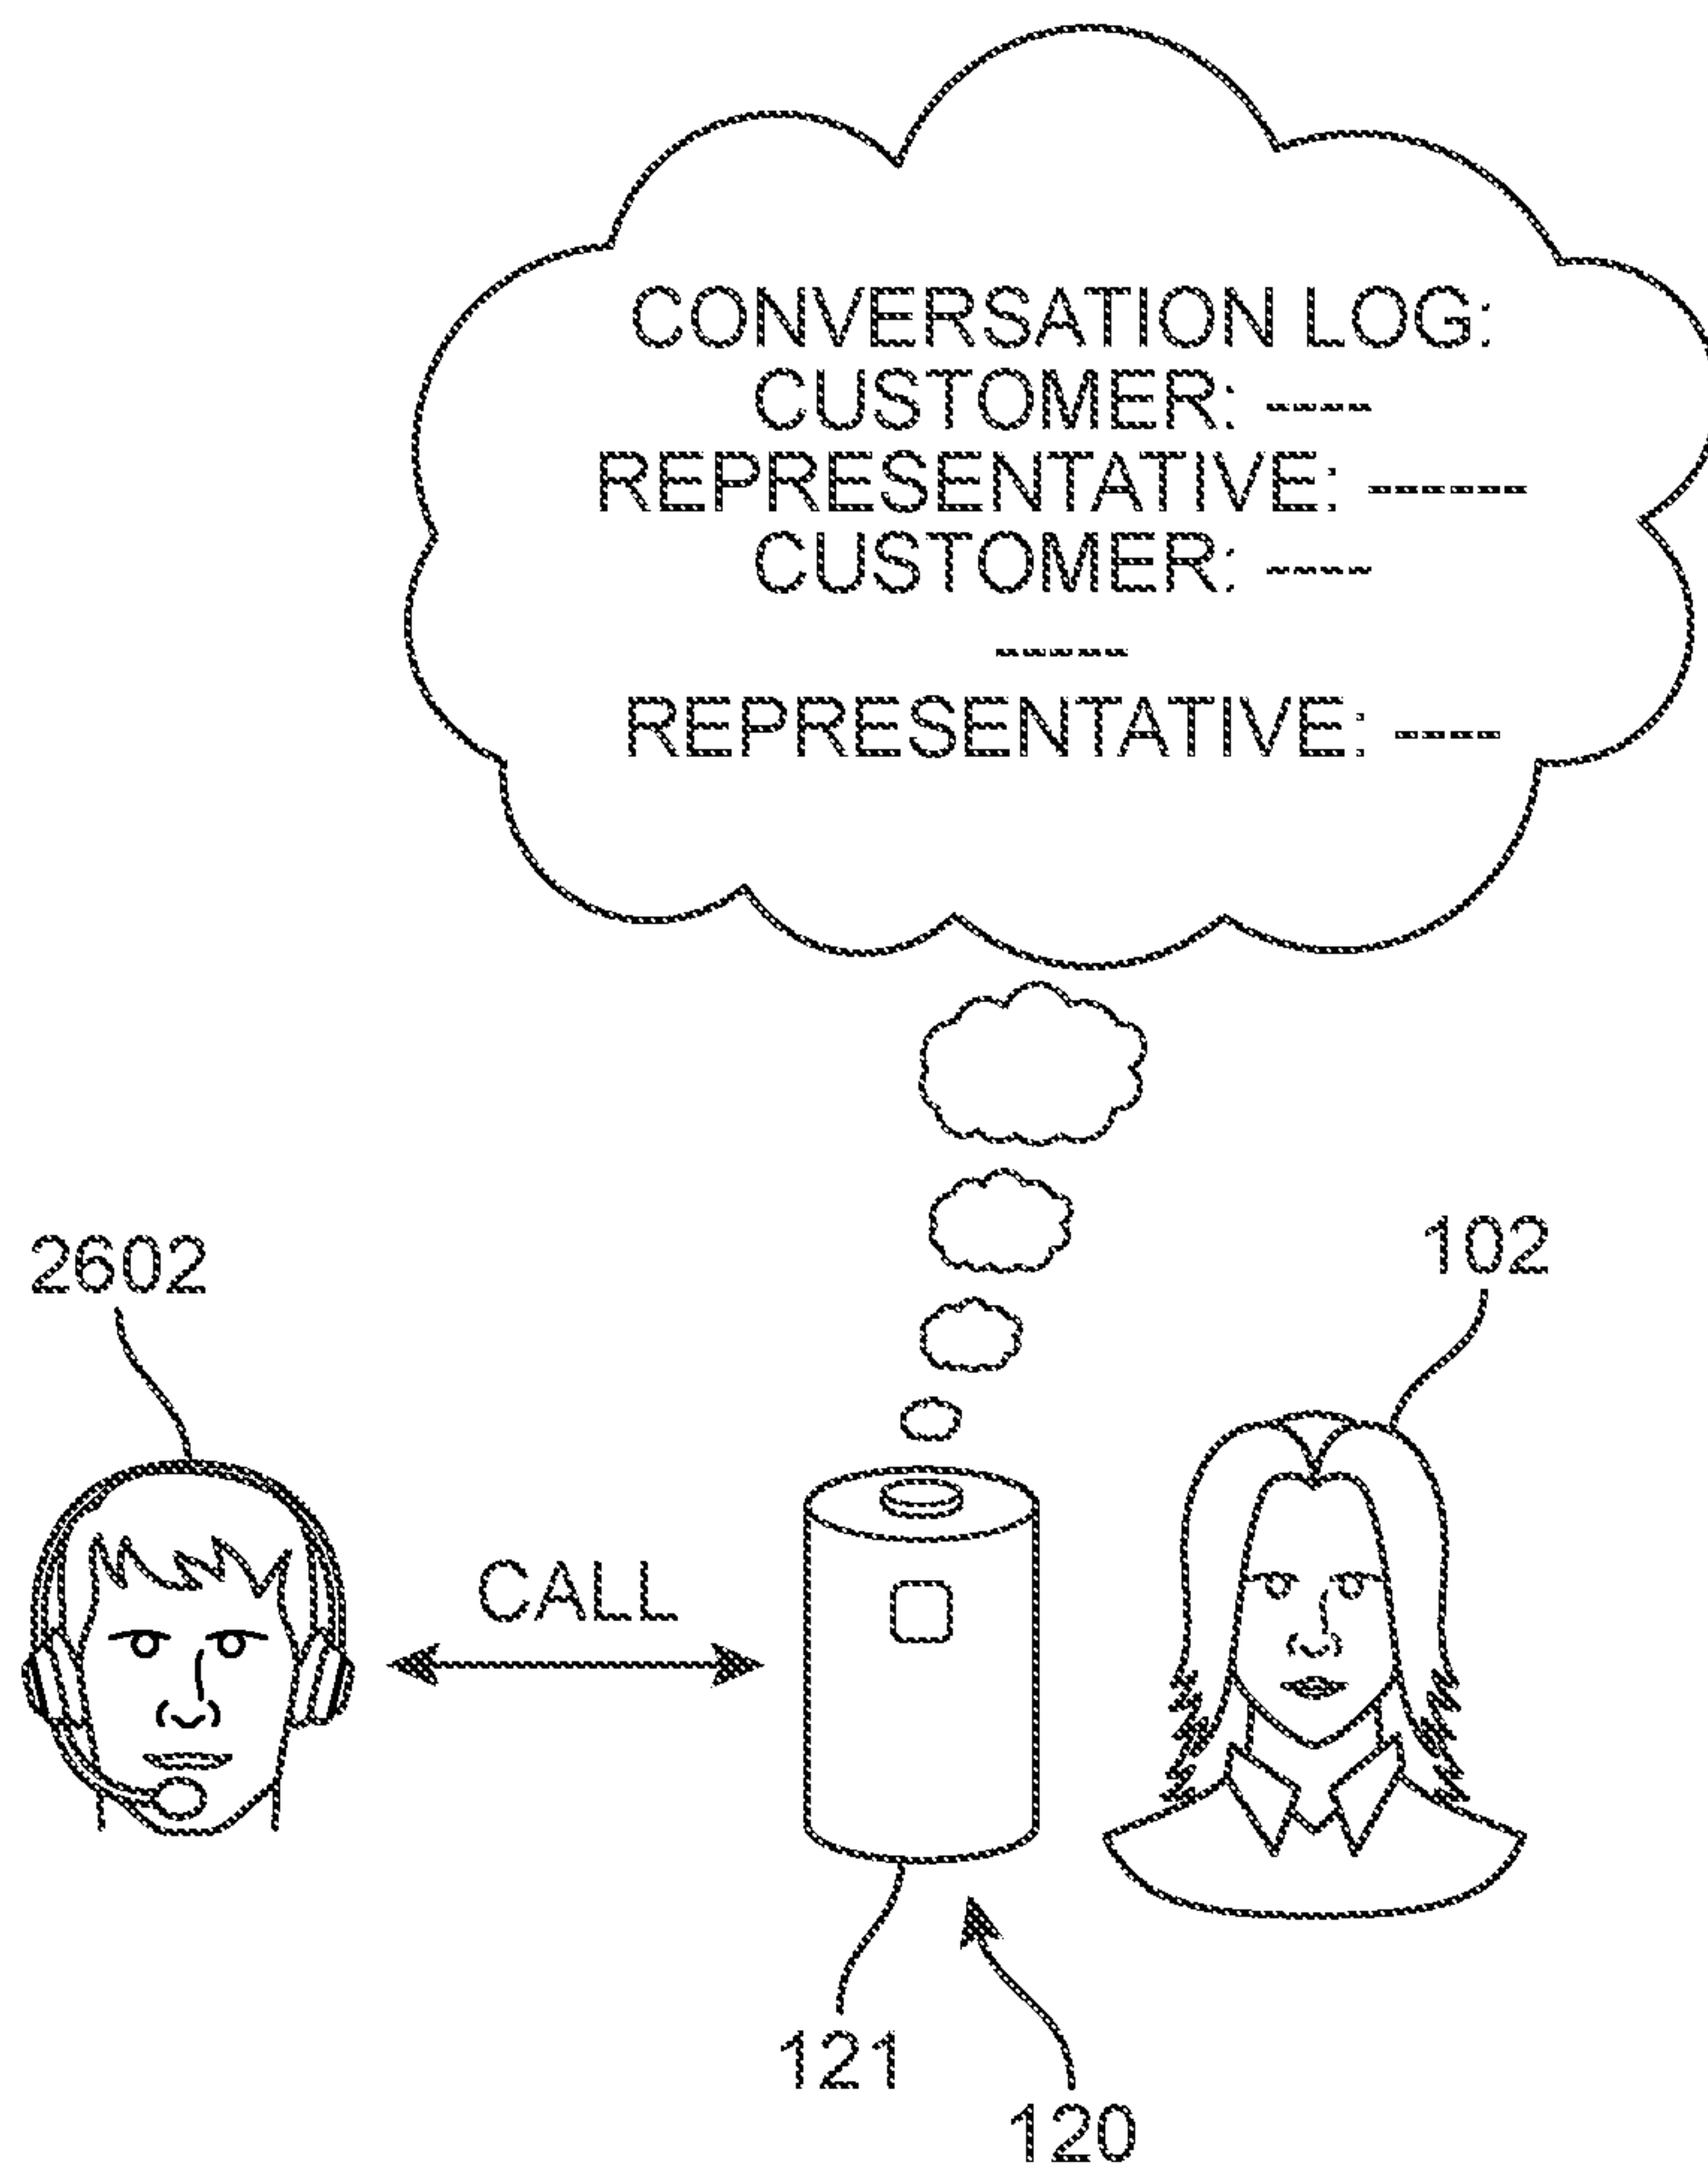 CONVERSATION LOG:
CUSTOMER: ----
REPRESENTATIVE: ------
CUSTOMER: ----
-----
REPRESENTATIVE: ----
2602
102
CALL
121
120